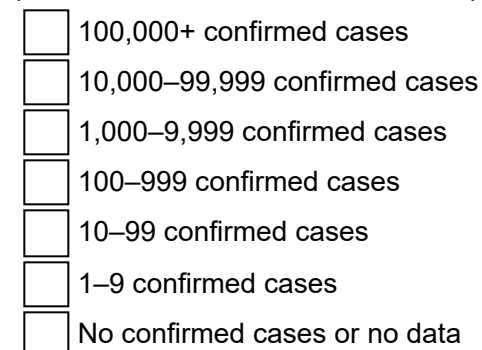 100,000+ confirmed cases
10,000–99,999 confirmed cases
1,000–9,999 confirmed cases
100–999 confirmed cases
10–99 confirmed cases
1–9 confirmed cases
No confirmed cases or no data